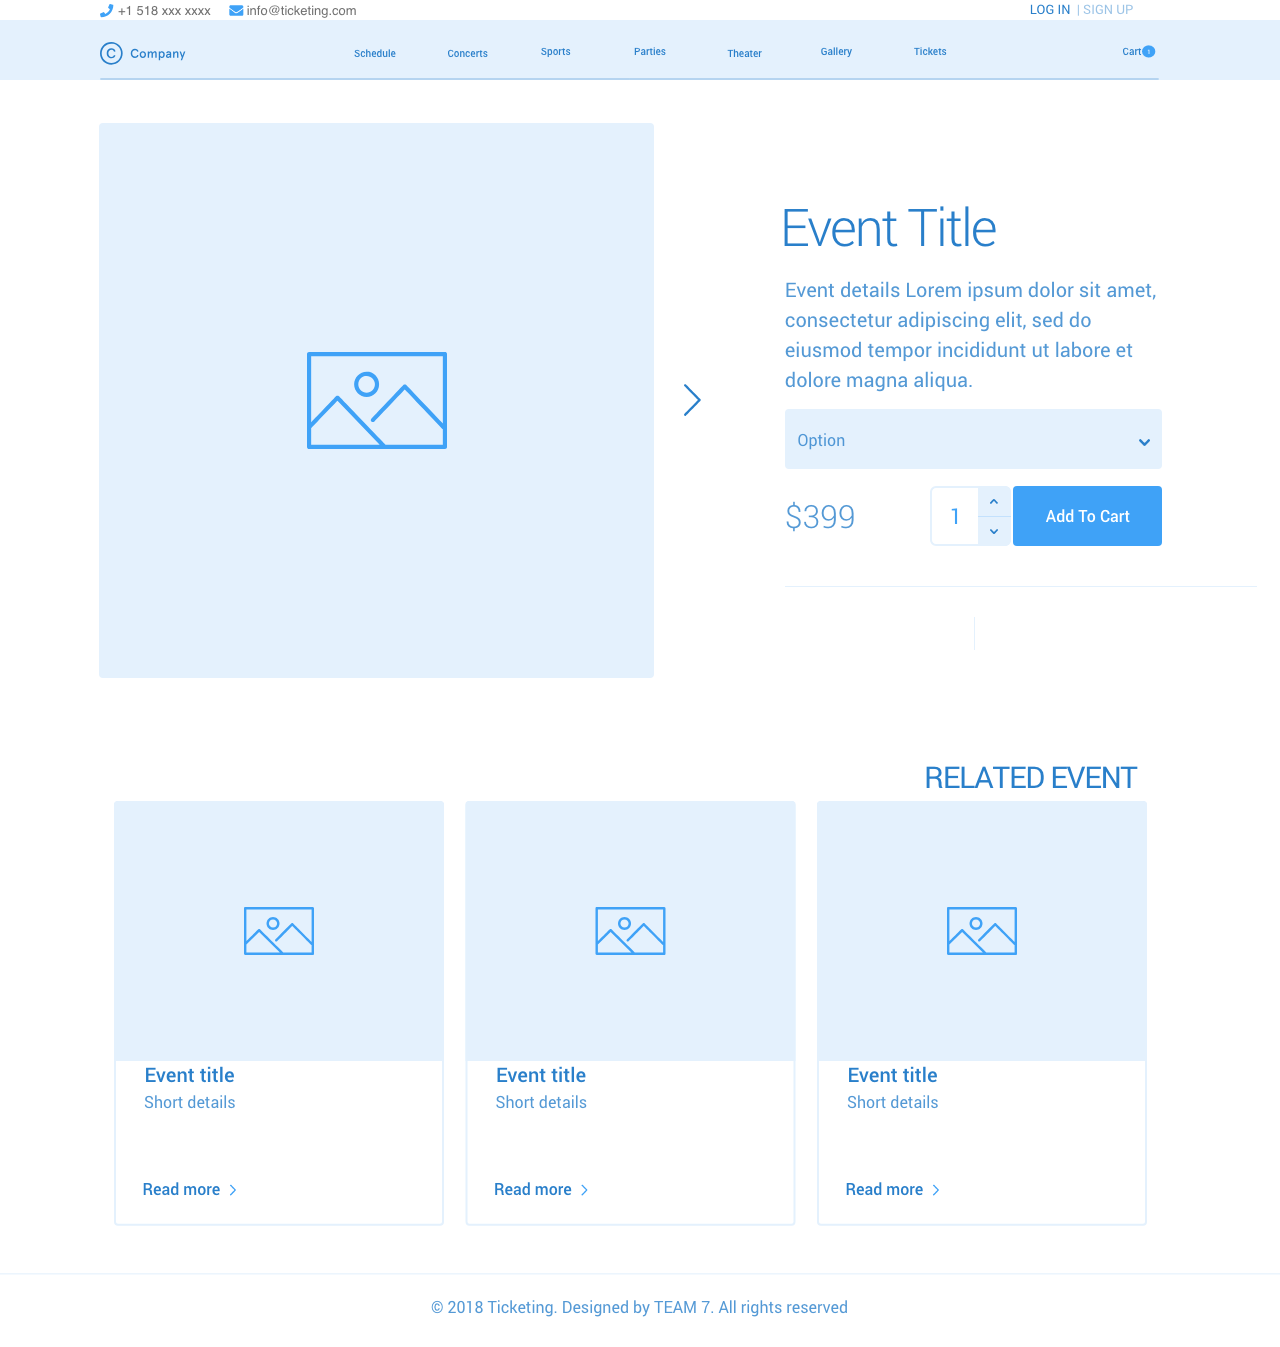 +1 518 xxx xxxx info@ticketing.com LOG IN | SIGN UP
C Company Schedule Concerts Sports Parties Theater Gallery Tickets Cart
Event Title
Event details Lorem ipsum dolor sit amet,
consectetur adipiscing elit, sed do
eiusmod tempor incididunt ut labore et
dolore magna aliqua.
Option
$399 1 Add To Cart
RELATED EVENT
Event title Event title Event title
Short details Short details Short details
Read more Read more Read more
© 2018 Ticketing. Designed by TEAM 7. All rights reserved